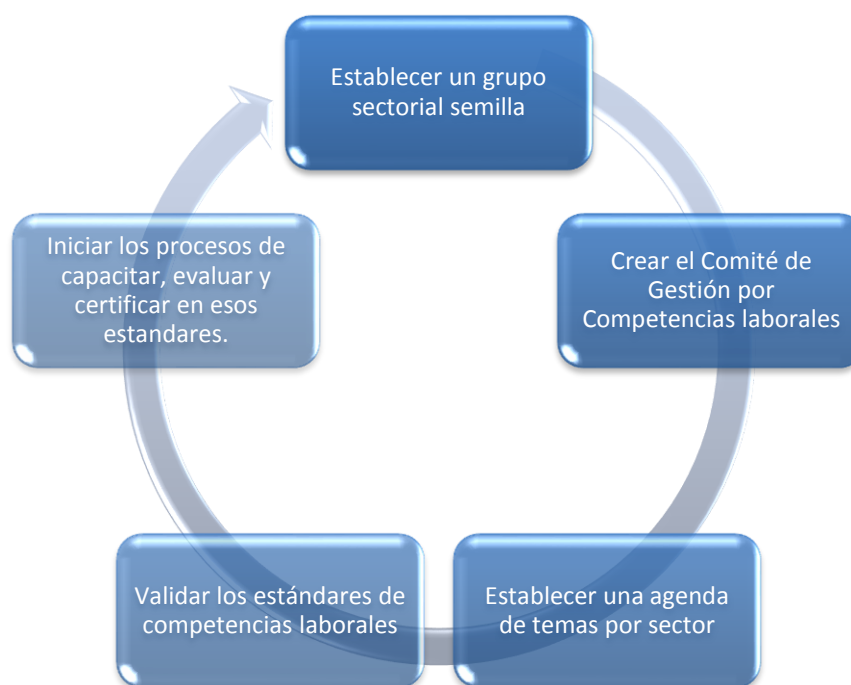 Establecer un grupo
sectorial semilla
Crear el Comité de
Gestión por
Competencias laborales
Establecer una agenda
de temas por sector
Validar los estándares de
competencias laborales
Iniciar los procesos de
capacitar, evaluar y
certificar en esos
estandares.